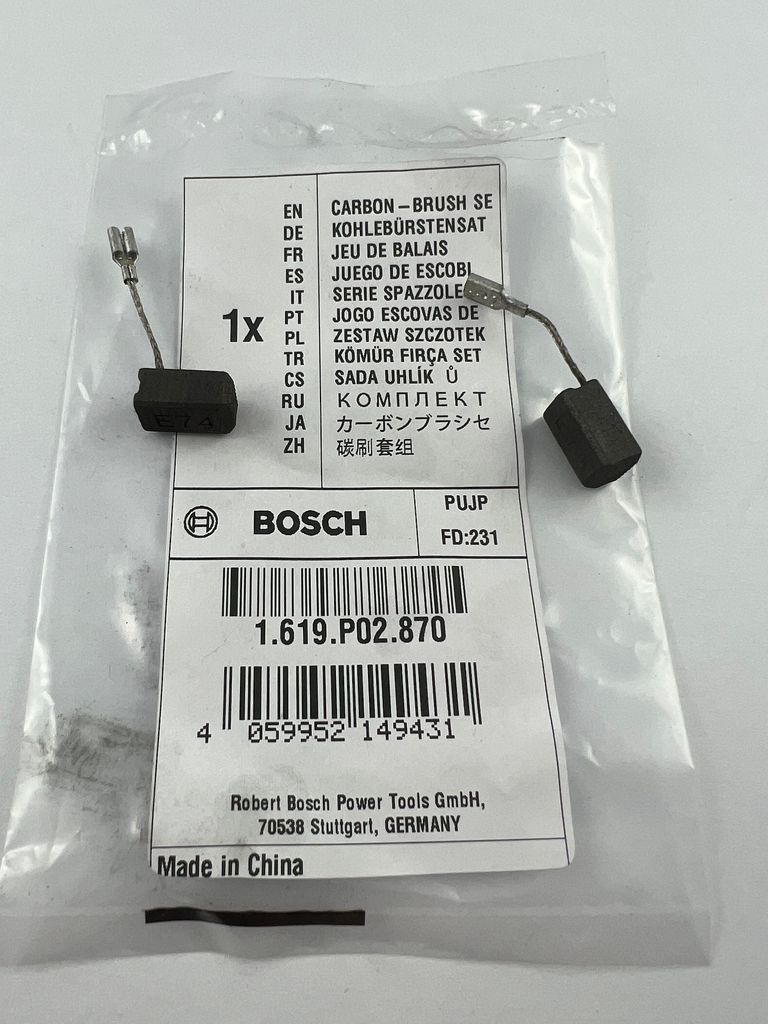 1x
EN CARBON-BRUSH SE
DE KOHLEBÜRSTENSAT
FR JEU DE BALAIS
ES JUEGO DE ESCOBI
IT SERIE SPAZZOLE
PT JOGO ESCOVAS DE
PL ZESTAW SZCZOTEK
TR KÖMÜR FIRÇA SET
CS SADA UHLÍK Ů
RU КОМПЛЕКТ
JA カーボンブラシセ
ZH 碳刷套组
BOSCH
PUJP
FD:231
1.619.P02.870
4 059952 149431
Robert Bosch Power Tools GmbH,
70538 Stuttgart, GERMANY
Made in China
E74